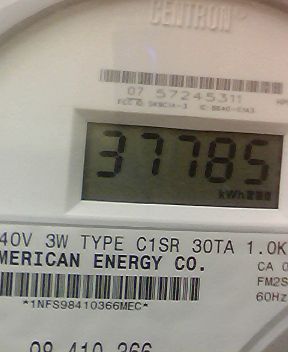 CENTRON
07 57245311
37785
kWh
40V 3W TYPE C1SR 30TA 1.0K
MERICAN ENERGY CO.
CA 0
FM2S
60Hz
*1NFS98410366MEC*
98 410 366